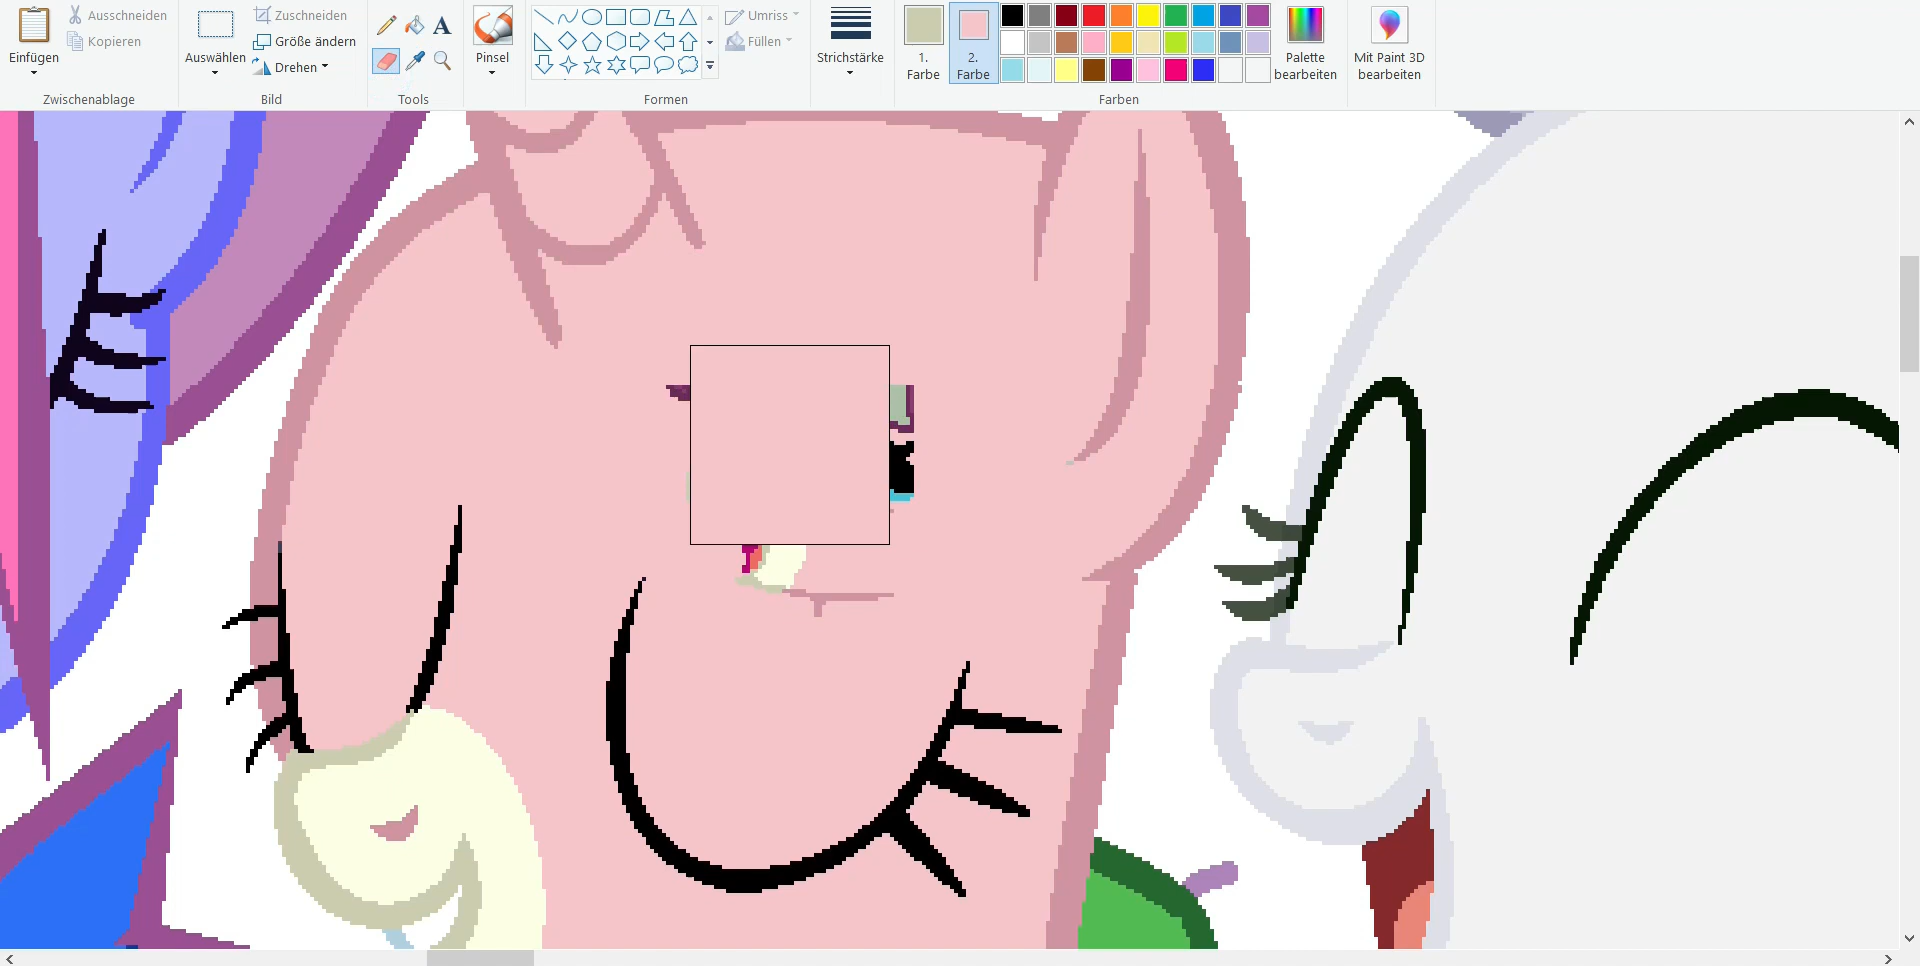 Einfügen
Ausschneiden
Kopieren
Zwischenablage
Auswählen
Zuschneiden
Größe ändern
Drehen
Bild
A
Tools
Pinsel
Formen
Umriss
Füllen
Strichstärke
1.
Farbe
2.
Farbe
Farben
Palette
bearbeiten
Mit Paint 3D
bearbeiten